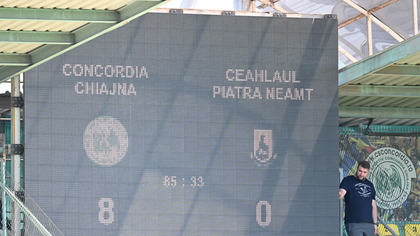 CONCORDIA
CHIAJNA
CEAHLAUL
PIATRA NEAMT
85:33
8
0